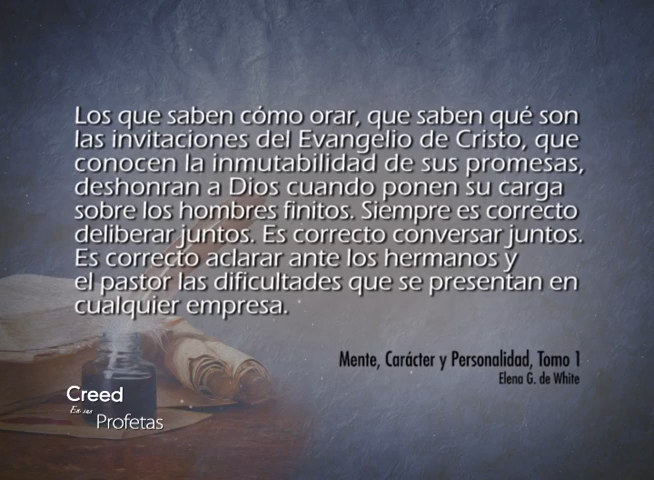 Los que saben cómo orar, que saben qué son
las invitaciones del Evangelio de Cristo, que
conocen la inmutabilidad de sus promesas,
deshonran a Dios cuando ponen su carga
sobre los hombres finitos. Siempre es correcto
deliberar juntos. Es correcto conversar juntos.
Es correcto aclarar ante los hermanos y
el pastor las dificultades que se presentan en
cualquier empresa.
Mente, Carácter y Personalidad, Tomo 1
Elena G. de White
Creed
En sus
Profetas